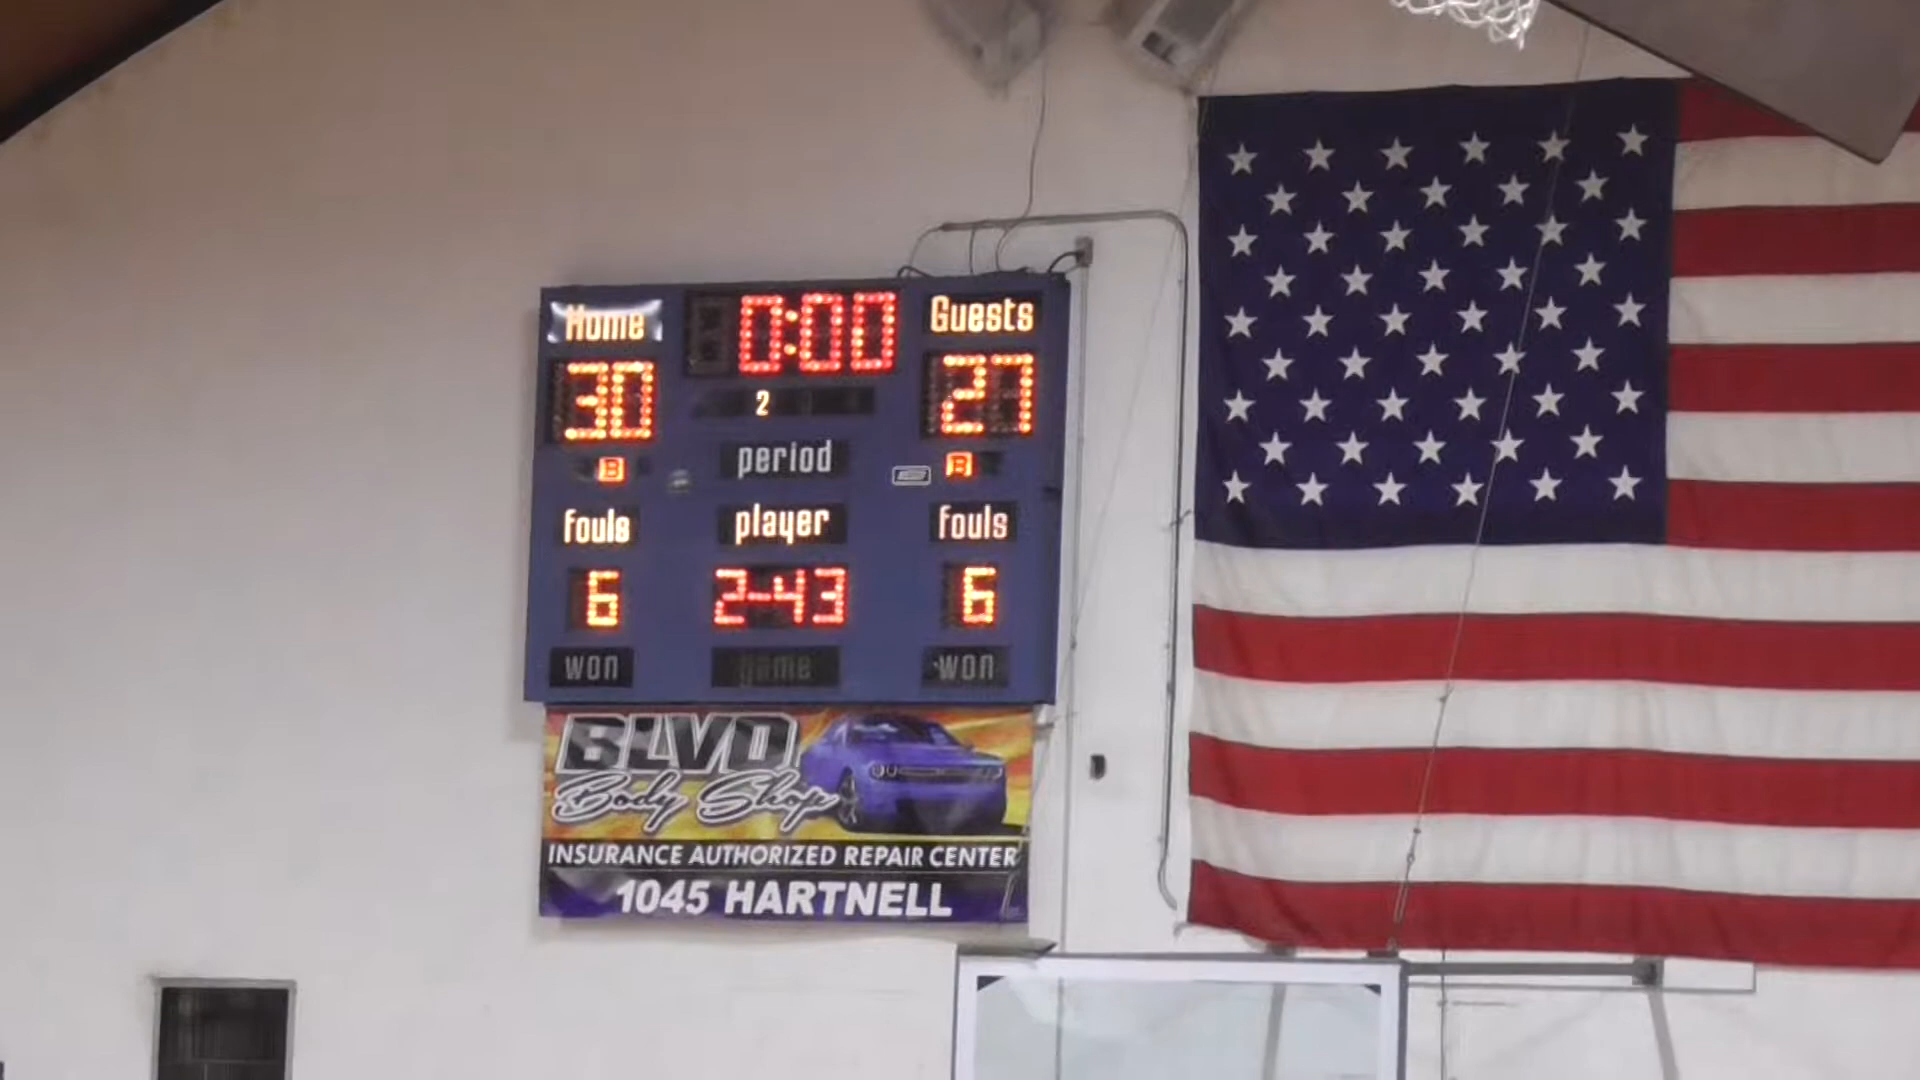 Home 0:00 Guests
30 2 27
B period B
fouls player fouls
6 2-43 6
won game won
BLVD
Body Shop
INSURANCE AUTHORIZED REPAIR CENTER
1045 HARTNELL